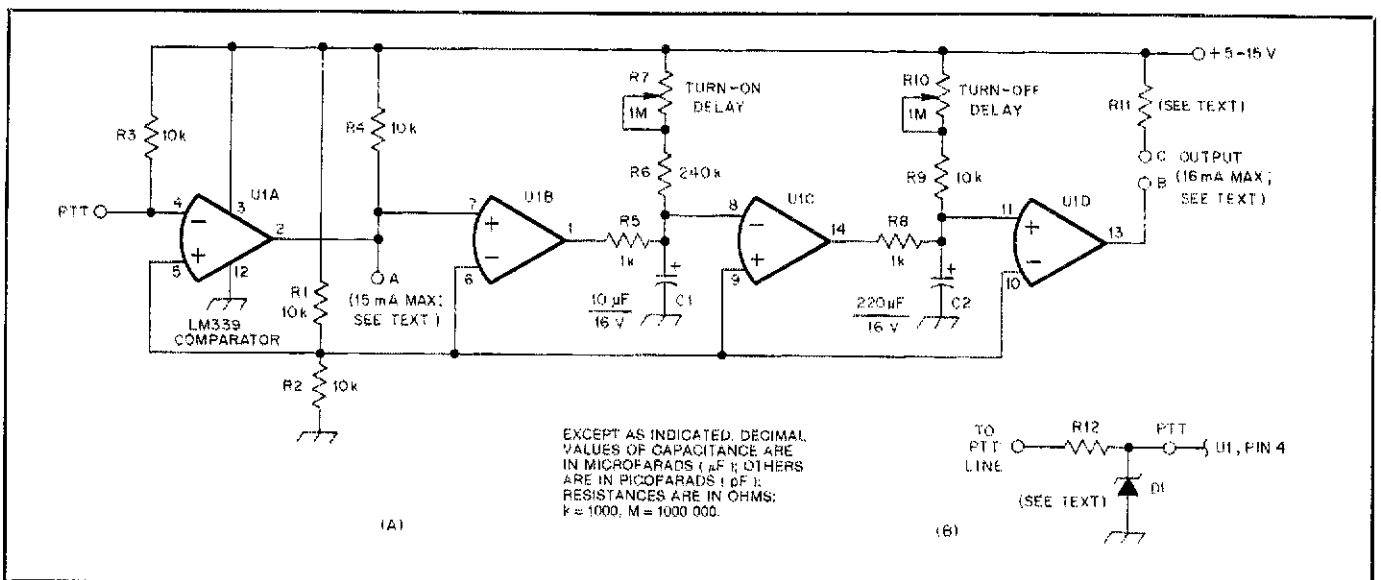 +5-15 V
R3
10k
4
PTT
5
U1A
3
2
12
LM339
COMPARATOR
R1
10k
R2
10k
R4
10k
A
(15 mA MAX;
SEE TEXT)
7
6
U1B
1
R5
1k
R7
1M
TURN-ON
DELAY
R6
240k
10 µF
16 V
C1
8
9
U1C
14
R8
1k
R10
1M
TURN-OFF
DELAY
R9
10k
220µF
16 V
C2
11
10
U1D
13
R11
(SEE TEXT)
C
OUTPUT
B
(16 mA MAX;
SEE TEXT)
EXCEPT AS INDICATED, DECIMAL
VALUES OF CAPACITANCE ARE
IN MICROFARADS ( µF ); OTHERS
ARE IN PICOFARADS ( pF );
RESISTANCES ARE IN OHMS;
k = 1000, M = 1000 000.
(A)
TO
PTT
LINE
R12
PTT
U1, PIN 4
D1
(SEE TEXT)
(B)